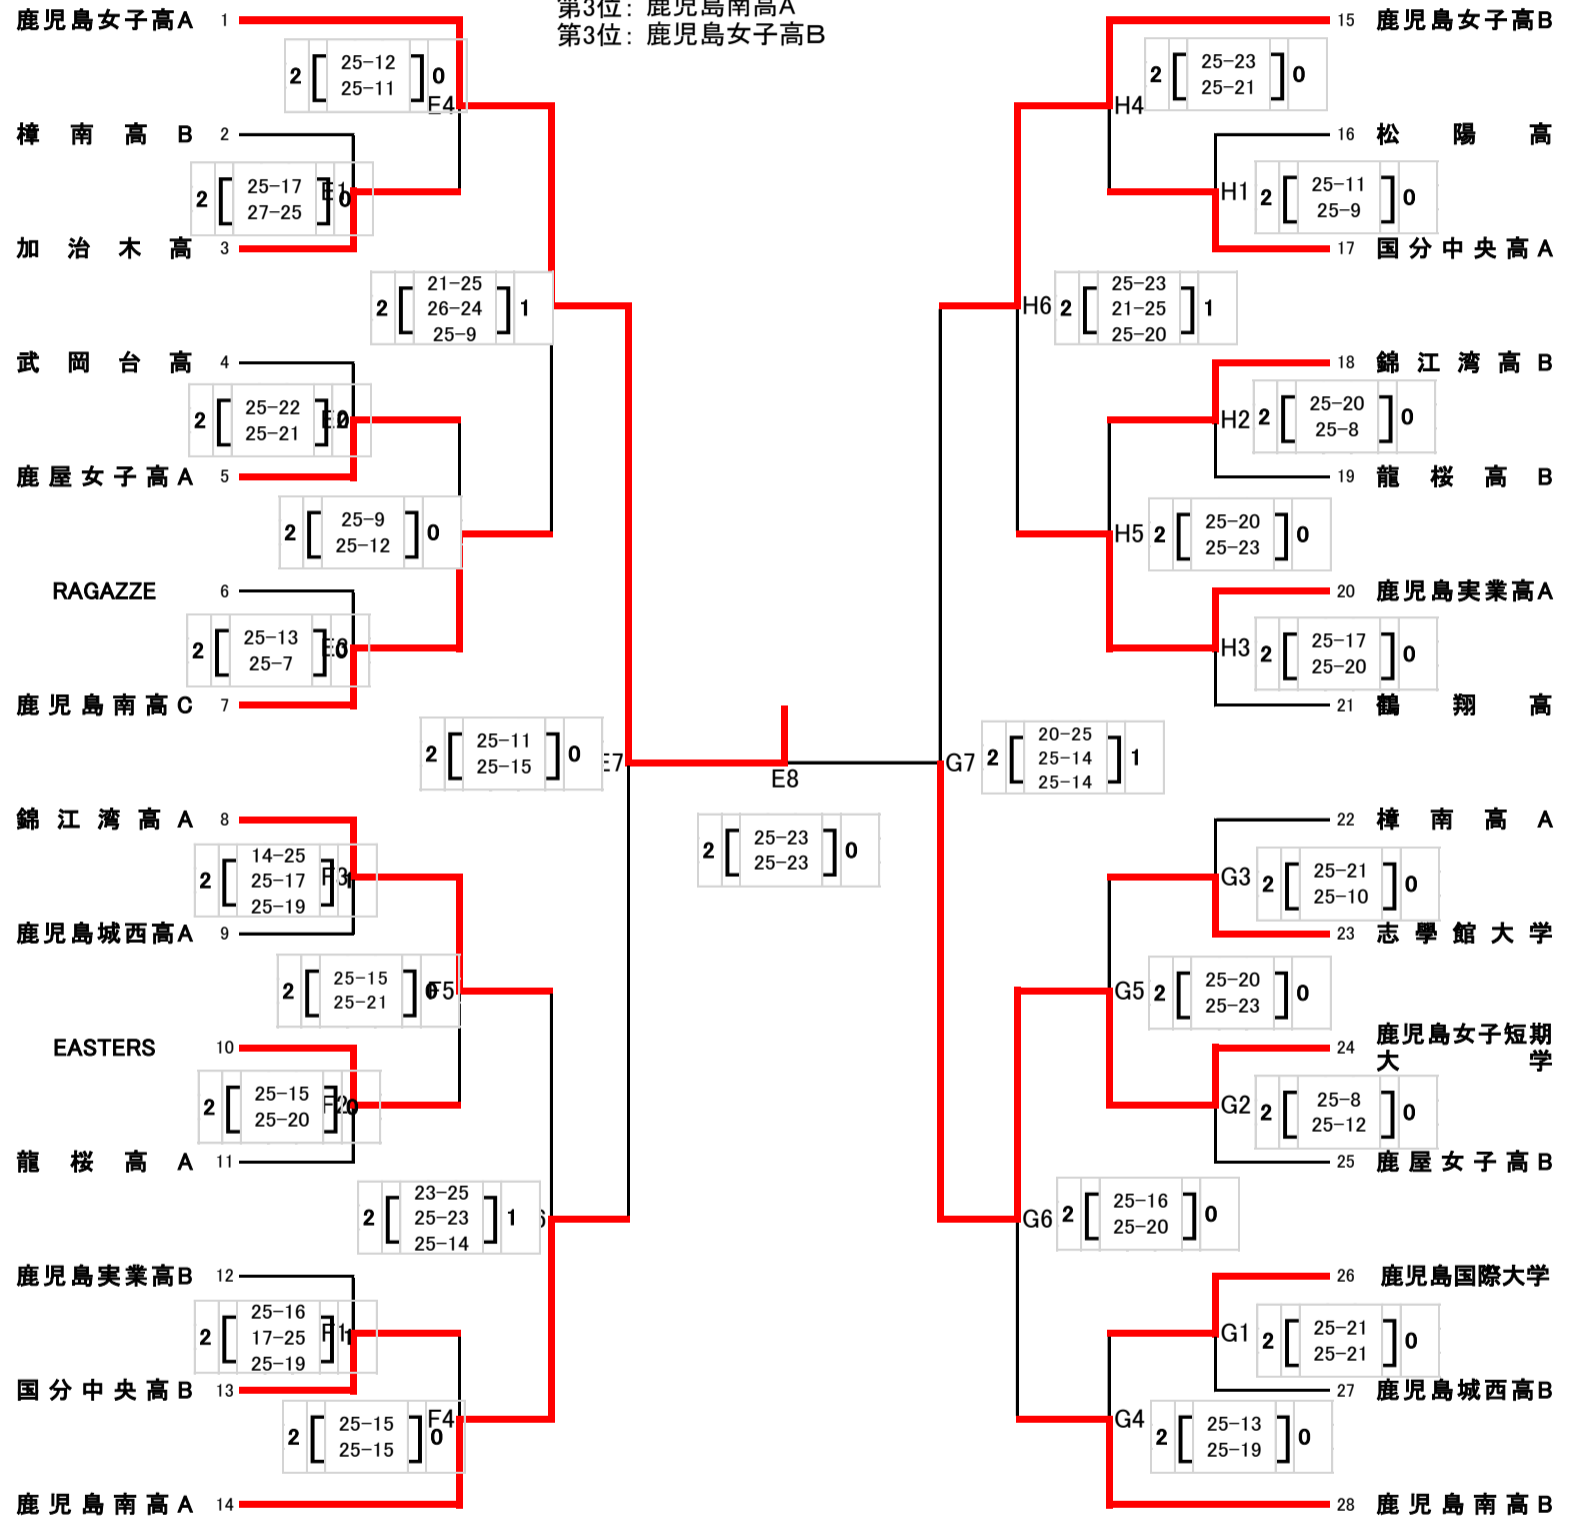 第3位：鹿児島南高A
第3位：鹿児島女子高B
鹿児島女子高A 1
2 25-12 0
25-11
E4
樟南高B 2
2 25-17 E1 0
27-25
加治木高 3
2 21-25 1
26-24
25-9
武岡台高 4
2 25-22 0
25-21
鹿屋女子高A 5
2 25-9 0
25-12
RAGAZZE 6
2 25-13 0
25-7
鹿児島南高C 7
2 25-11 0 E7
25-15
錦江湾高A 8
2 14-25 F3 1
25-17
25-19
鹿児島城西高A 9
2 25-15 0 F5
25-21
EASTERS 10
2 25-15 F2 0
25-20
龍桜高A 11
2 23-25 1 6
25-23
25-14
鹿児島実業高B 12
2 25-16 F1 1
17-25
25-19
国分中央高B 13
2 25-15 F4 0
25-15
鹿児島南高A 14
E8
2 25-23 0
25-23
15 鹿児島女子高B
2 25-23 0
25-21
H4
16 松陽高
H1 2 25-11 0
25-9
17 国分中央高A
H6 2 25-23 1
21-25
25-20
18 錦江湾高B
H2 2 25-20 0
25-8
19 龍桜高B
H5 2 25-20 0
25-23
20 鹿児島実業高A
H3 2 25-17 0
25-20
21 鶴翔高
G7 2 20-25 1
25-14
25-14
22 樟南高A
G3 2 25-21 0
25-10
23 志學館大学
G5 2 25-20 0
25-23
24 鹿児島女子短期
大学
G2 2 25-8 0
25-12
25 鹿屋女子高B
G6 2 25-16 0
25-20
26 鹿児島国際大学
G1 2 25-21 0
25-21
27 鹿児島城西高B
G4 2 25-13 0
25-19
28 鹿児島南高B